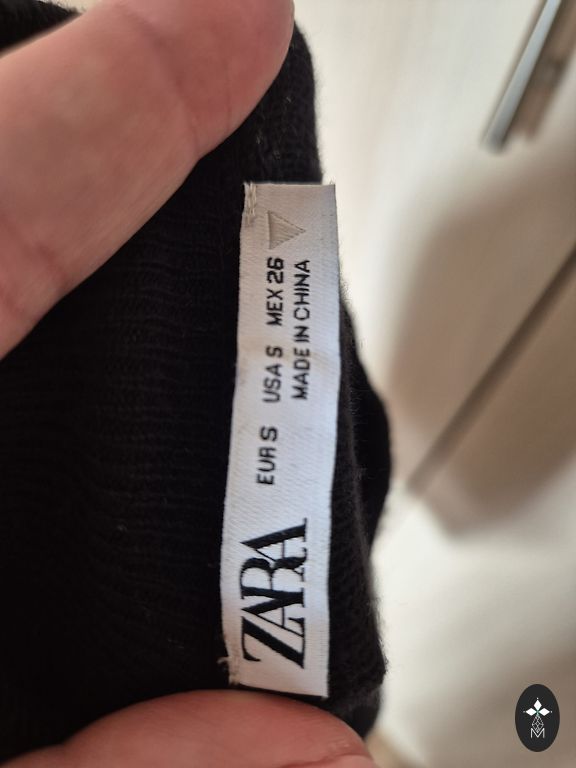 ZARA
EUR S USA S MEX 26
MADE IN CHINA
M